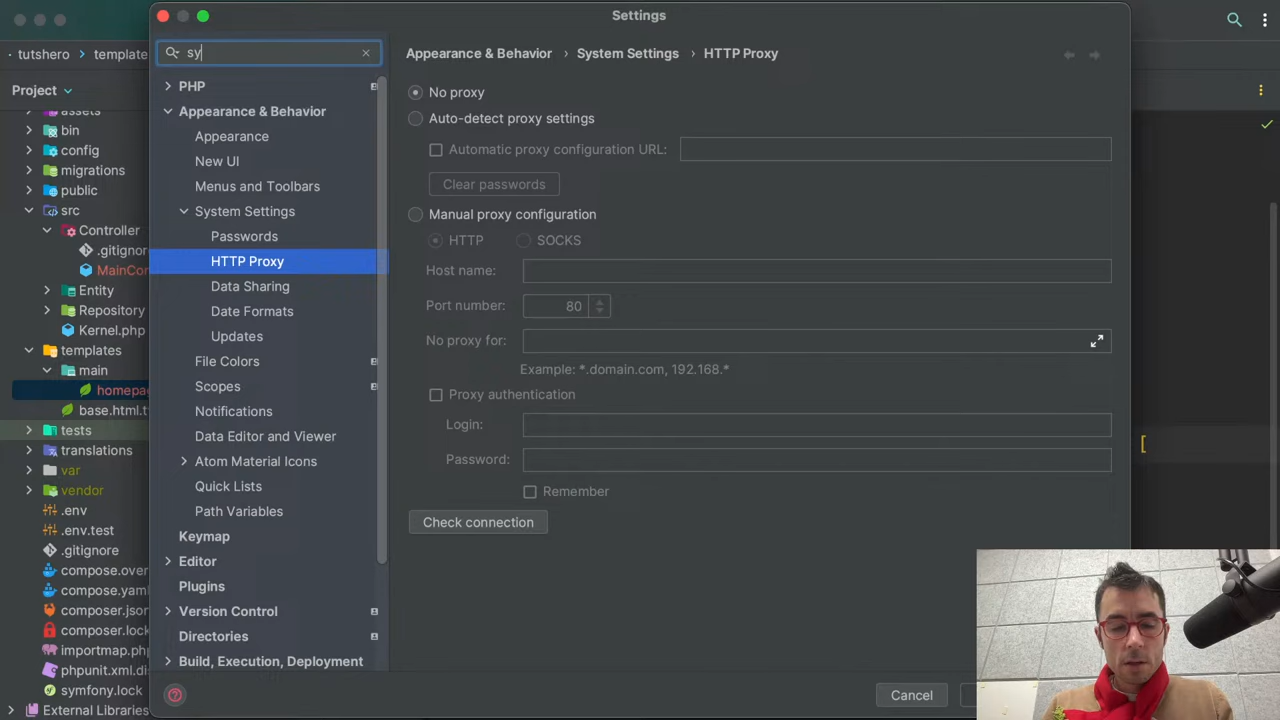 Settings
tutshero
template
sy
Appearance & Behavior › System Settings › HTTP Proxy
Project
PHP
No proxy
assets
Appearance & Behavior
Auto-detect proxy settings
bin
Appearance
config
Automatic proxy configuration URL:
New UI
migrations
Clear passwords
public
Menus and Toolbars
src
System Settings
Manual proxy configuration
Controller
Passwords
HTTP
SOCKS
.gitignor
HTTP Proxy
Host name:
MainCon
Data Sharing
Entity
Port number:
80
Repository
Date Formats
Kernel.php
Updates
No proxy for:
templates
File Colors
Example: *.domain.com, 192.168.*
main
Scopes
Proxy authentication
homepa
Notifications
Login:
base.html.t
tests
Data Editor and Viewer
translations
Atom Material Icons
Password:
var
Quick Lists
Remember
vendor
Path Variables
.env
Check connection
.env.test
Keymap
.gitignore
Editor
compose.over
Plugins
compose.yaml
Version Control
composer.json
composer.lock
Directories
importmap.php
Build, Execution, Deployment
phpunit.xml.di
symfony.lock
Cancel
External Libraries
[